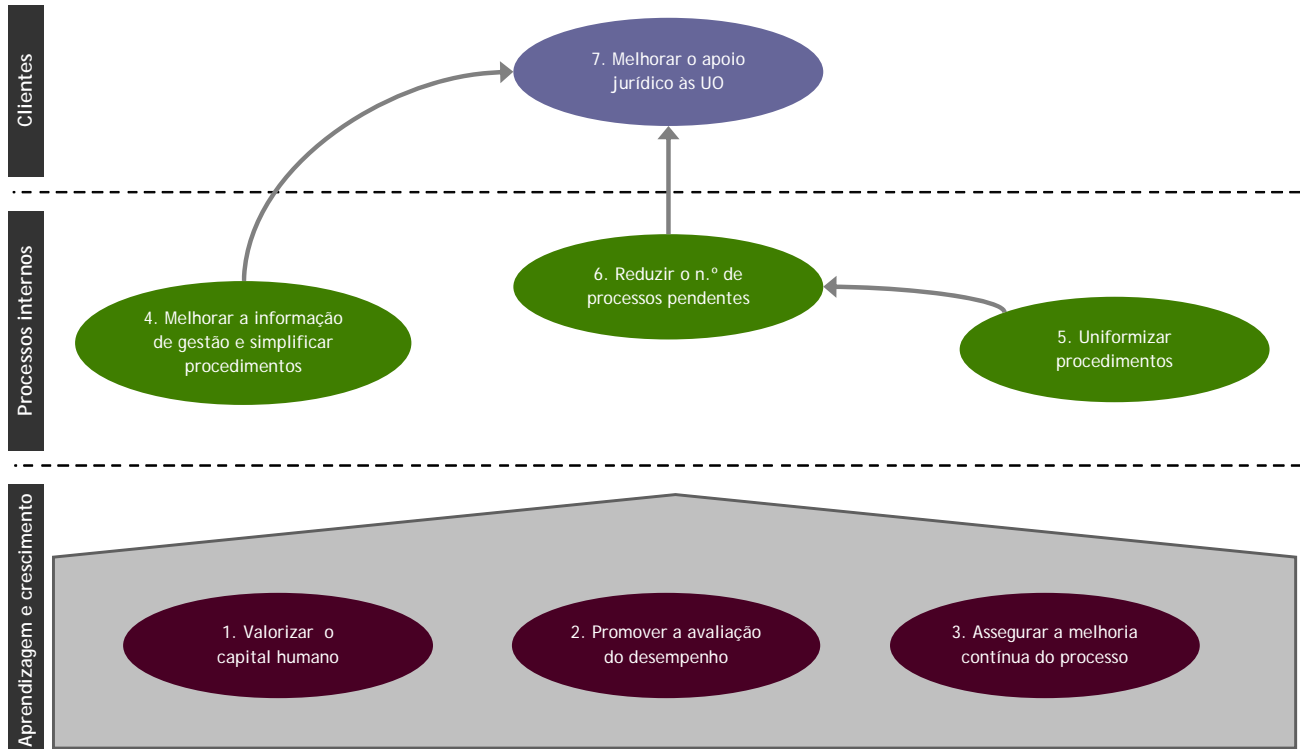 Clientes
7. Melhorar o apoio
jurídico às UO
Processos internos
6. Reduzir o n.º de
processos pendentes
4. Melhorar a informação
de gestão e simplificar
procedimentos
5. Uniformizar
procedimentos
Aprendizagem e crescimento
1. Valorizar o
capital humano
2. Promover a avaliação
do desempenho
3. Assegurar a melhoria
contínua do processo